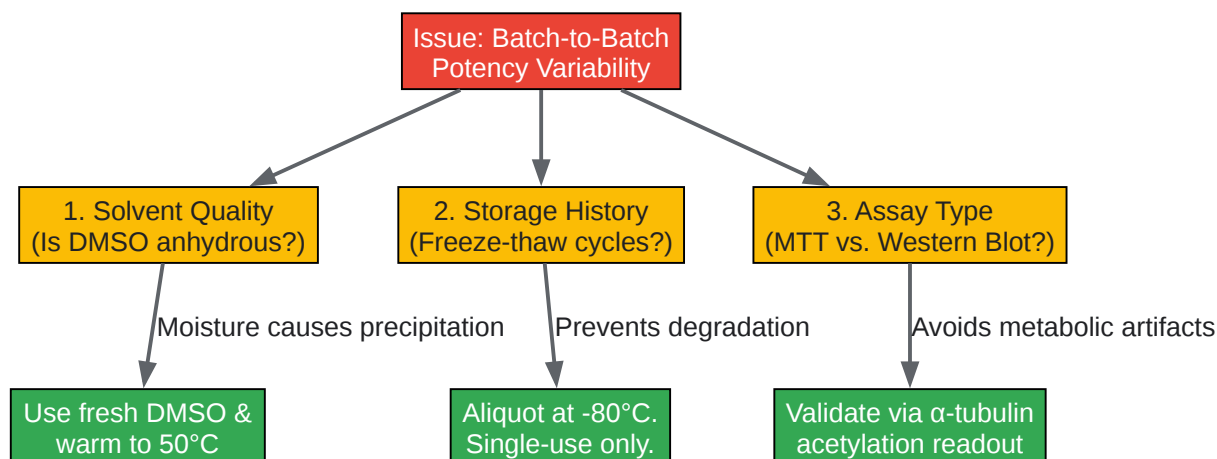 Issue: Batch-to-Batch
Potency Variability
1. Solvent Quality
(Is DMSO anhydrous?)
2. Storage History
(Freeze-thaw cycles?)
3. Assay Type
(MTT vs. Western Blot?)
Moisture causes precipitation
Prevents degradation
Avoids metabolic artifacts
Use fresh DMSO &
warm to 50°C
Aliquot at -80°C.
Single-use only.
Validate via α-tubulin
acetylation readout